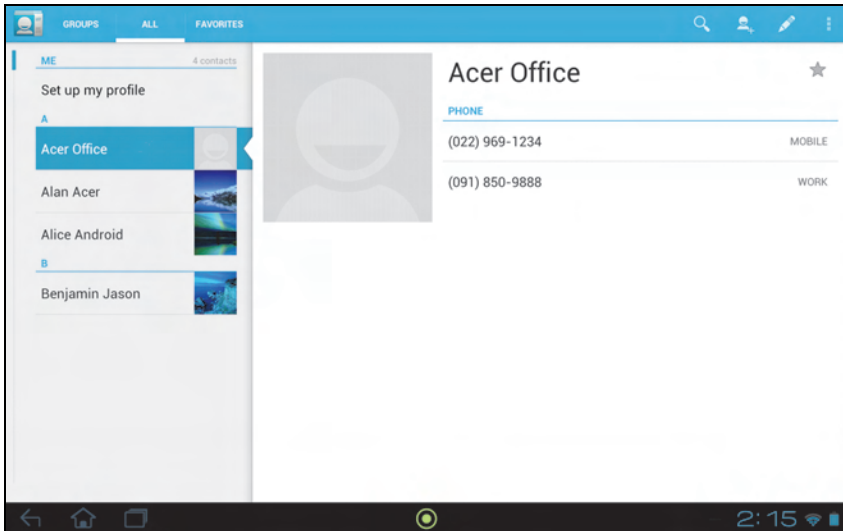 GROUPS ALL FAVORITES
ME 4 contacts
Set up my profile
A
Acer Office
Alan Acer
Alice Android
B
Benjamin Jason
Acer Office
PHONE
(022) 969-1234 MOBILE
(091) 850-9888 WORK
2:15